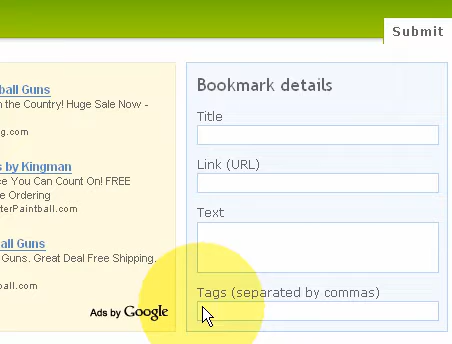 Submit
ball Guns
n the Country! Huge Sale Now -
g.com
s by Kingman
ce You Can Count On! FREE
e Ordering
terPaintball.com
all Guns
Guns. Great Deal Free Shipping.
ball.com
Ads by Google
Bookmark details
Title
Link (URL)
Text
Tags (separated by commas)